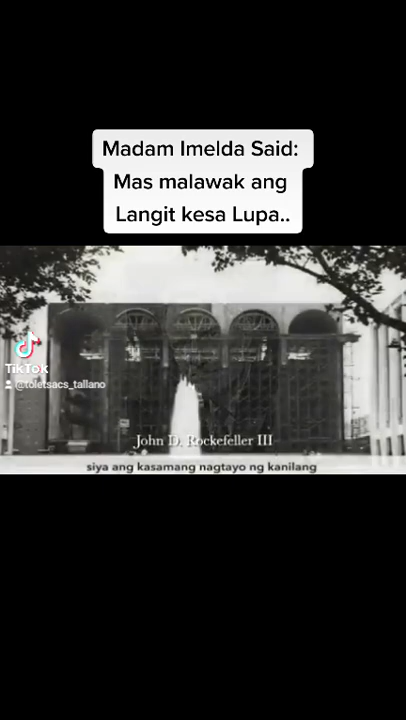 Madam Imelda Said:
Mas malawak ang
Langit kesa Lupa..
TikTok
@toletsacs_tallano
John D. Rockefeller III
siya ang kasamang nagtayo ng kanilang